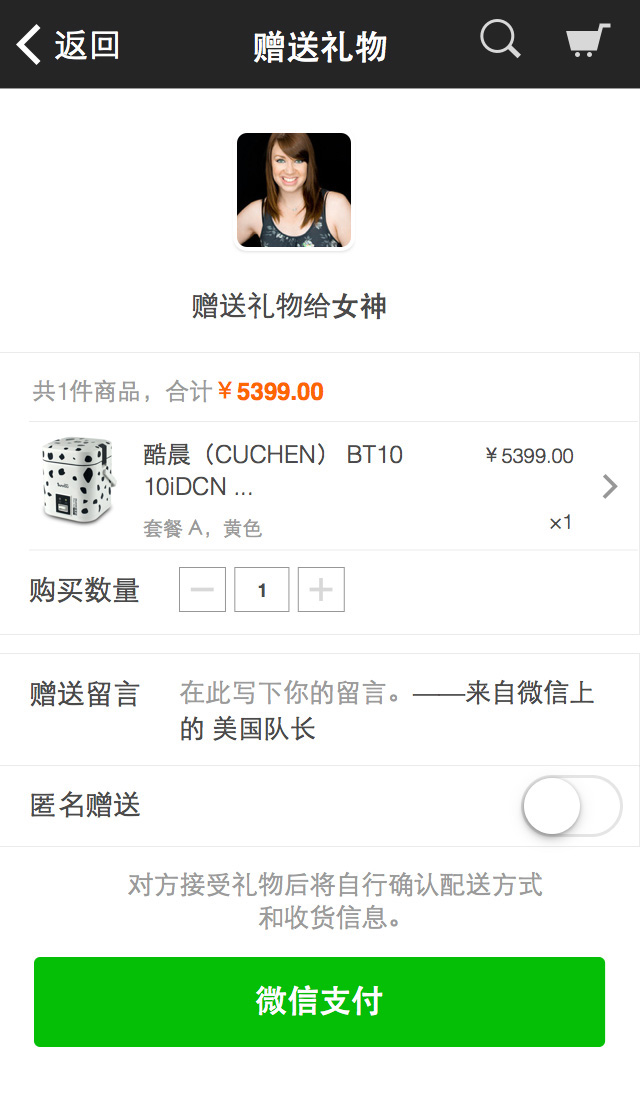 返回
赠送礼物
赠送礼物给女神
共1件商品，合计￥5399.00
酷晨（CUCHEN） BT10
10iDCN ...
￥5399.00
套餐 A，黄色
×1
购买数量
1
赠送留言
在此写下你的留言。——来自微信上
的 美国队长
匿名赠送
对方接受礼物后将自行确认配送方式
和收货信息。
微信支付